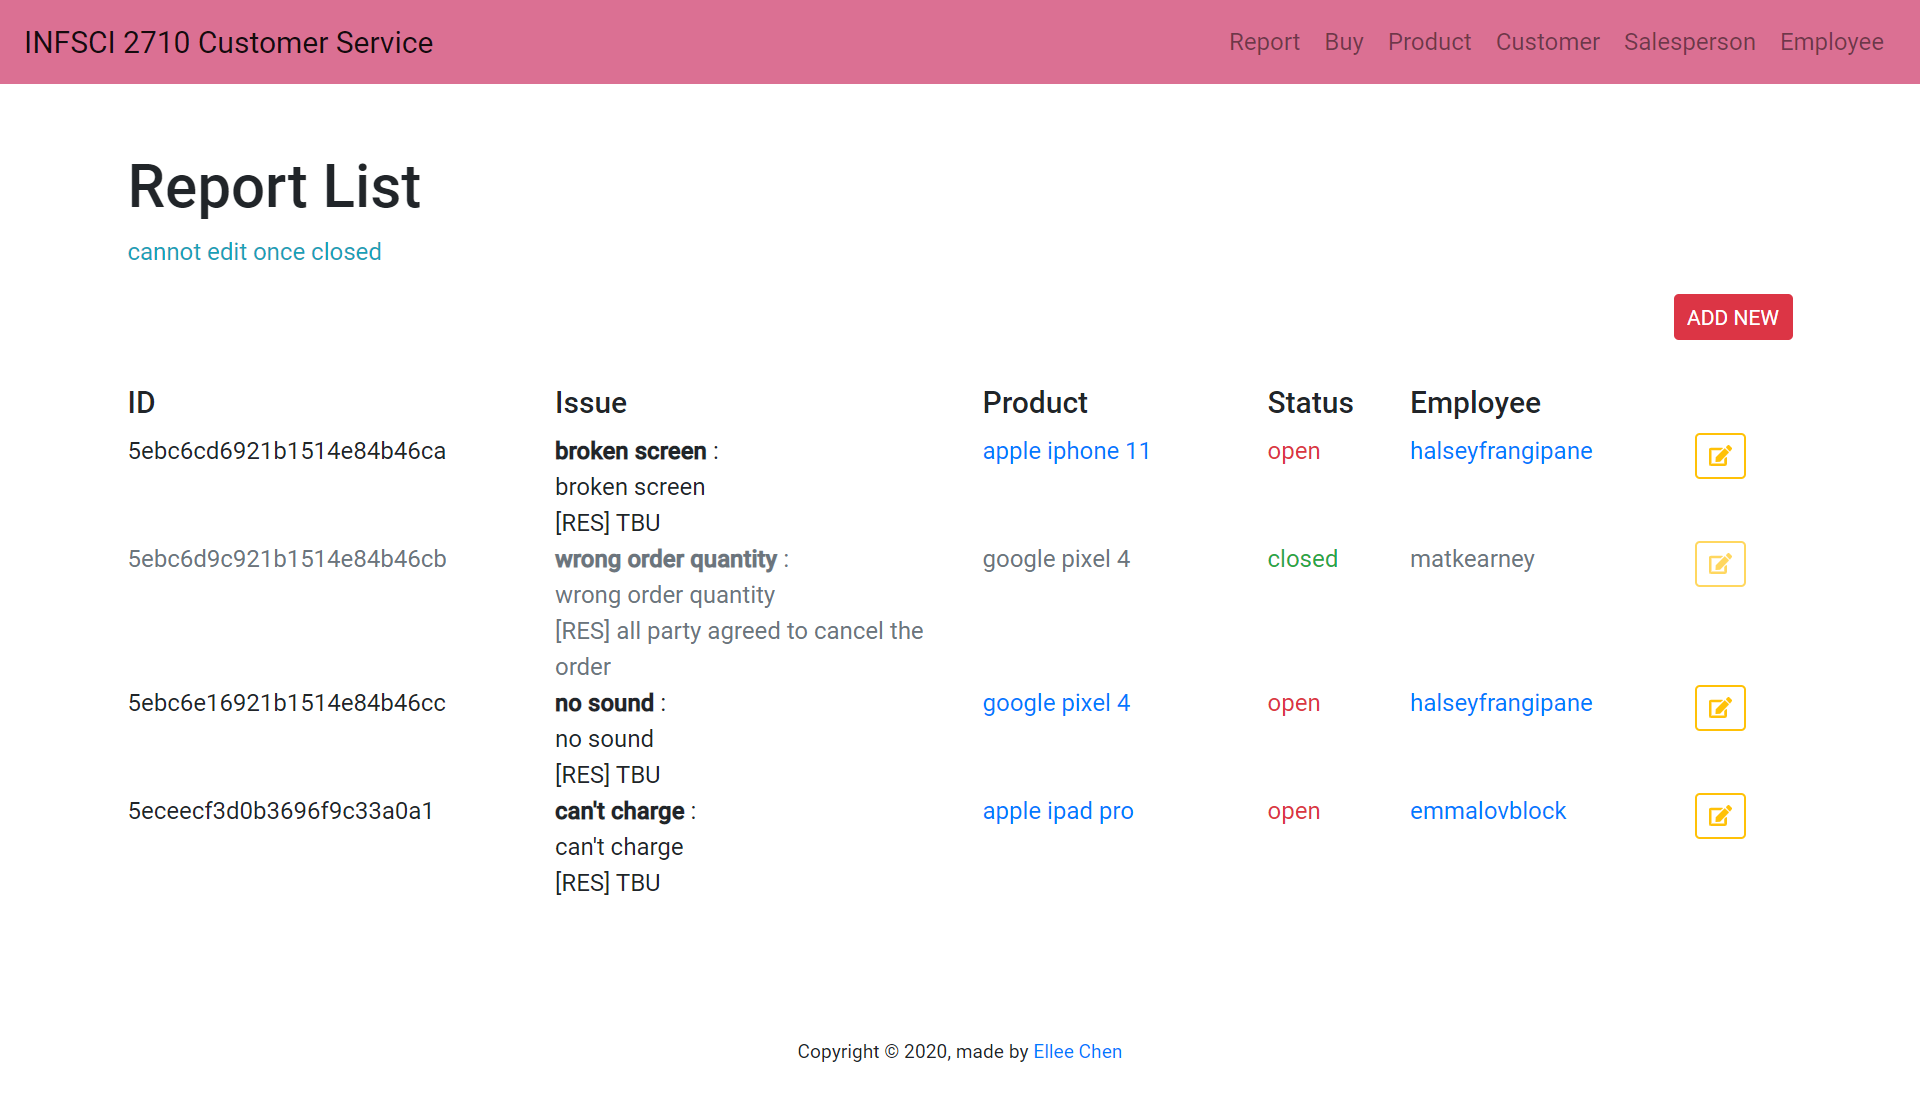 INFSCI 2710 Customer Service
Report Buy Product Customer Salesperson Employee
Report List
cannot edit once closed
ADD NEW
ID Issue Product Status Employee
5ebc6cd6921b1514e84b46ca broken screen : apple iphone 11 open halseyfrangipane
broken screen
[RES] TBU
5ebc6d9c921b1514e84b46cb wrong order quantity : google pixel 4 closed matkearney
wrong order quantity
[RES] all party agreed to cancel the
order
5ebc6e16921b1514e84b46cc no sound : google pixel 4 open halseyfrangipane
no sound
[RES] TBU
5eceecf3d0b3696f9c33a0a1 can't charge : apple ipad pro open emmalovblock
can't charge
[RES] TBU
Copyright © 2020, made by Ellee Chen